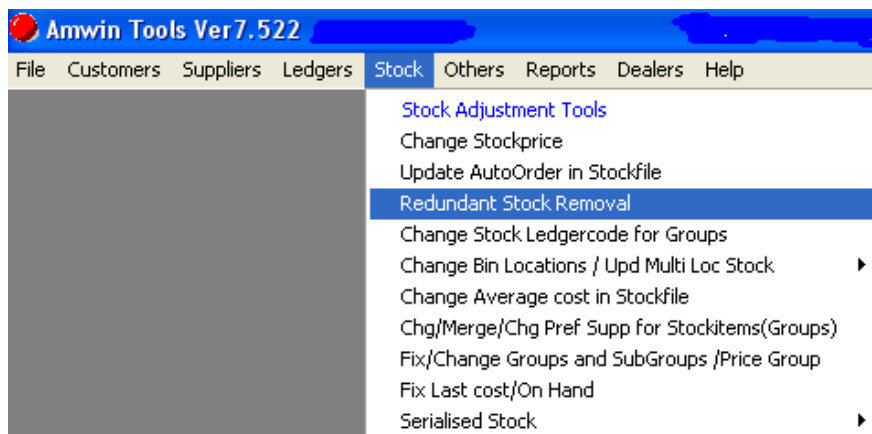 Amwin Tools Ver7.522
File Customers Suppliers Ledgers Stock Others Reports Dealers Help
Stock Adjustment Tools
Change Stockprice
Update AutoOrder in Stockfile
Redundant Stock Removal
Change Stock Ledgercode for Groups
Change Bin Locations / Upd Multi Loc Stock
Change Average cost in Stockfile
Chg/Merge/Chg Pref Supp for Stockitems(Groups)
Fix/Change Groups and SubGroups /Price Group
Fix Last cost/On Hand
Serialised Stock